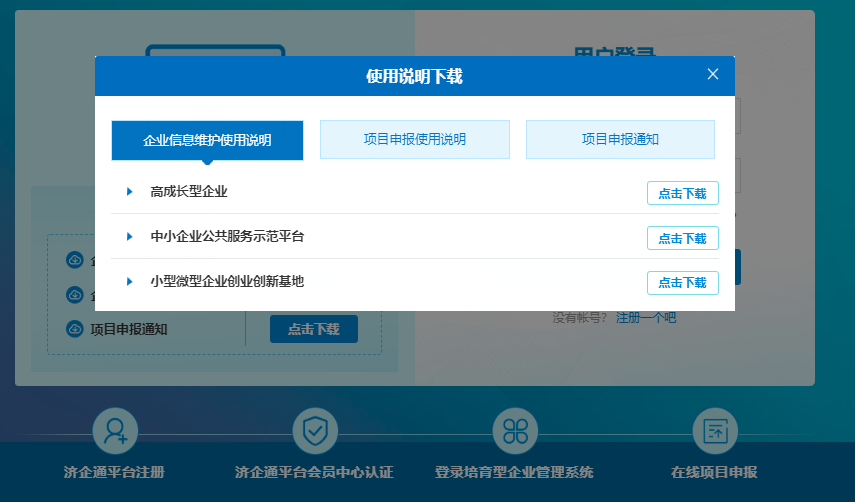 使用说明下载
企业信息维护使用说明
项目申报使用说明
项目申报通知
高成长型企业
点击下载
中小企业公共服务示范平台
点击下载
小型微型企业创业创新基地
点击下载
项目申报通知
点击下载
没有帐号? 注册一个吧
济企通平台注册
济企通平台会员中心认证
登录培育型企业管理系统
在线项目申报